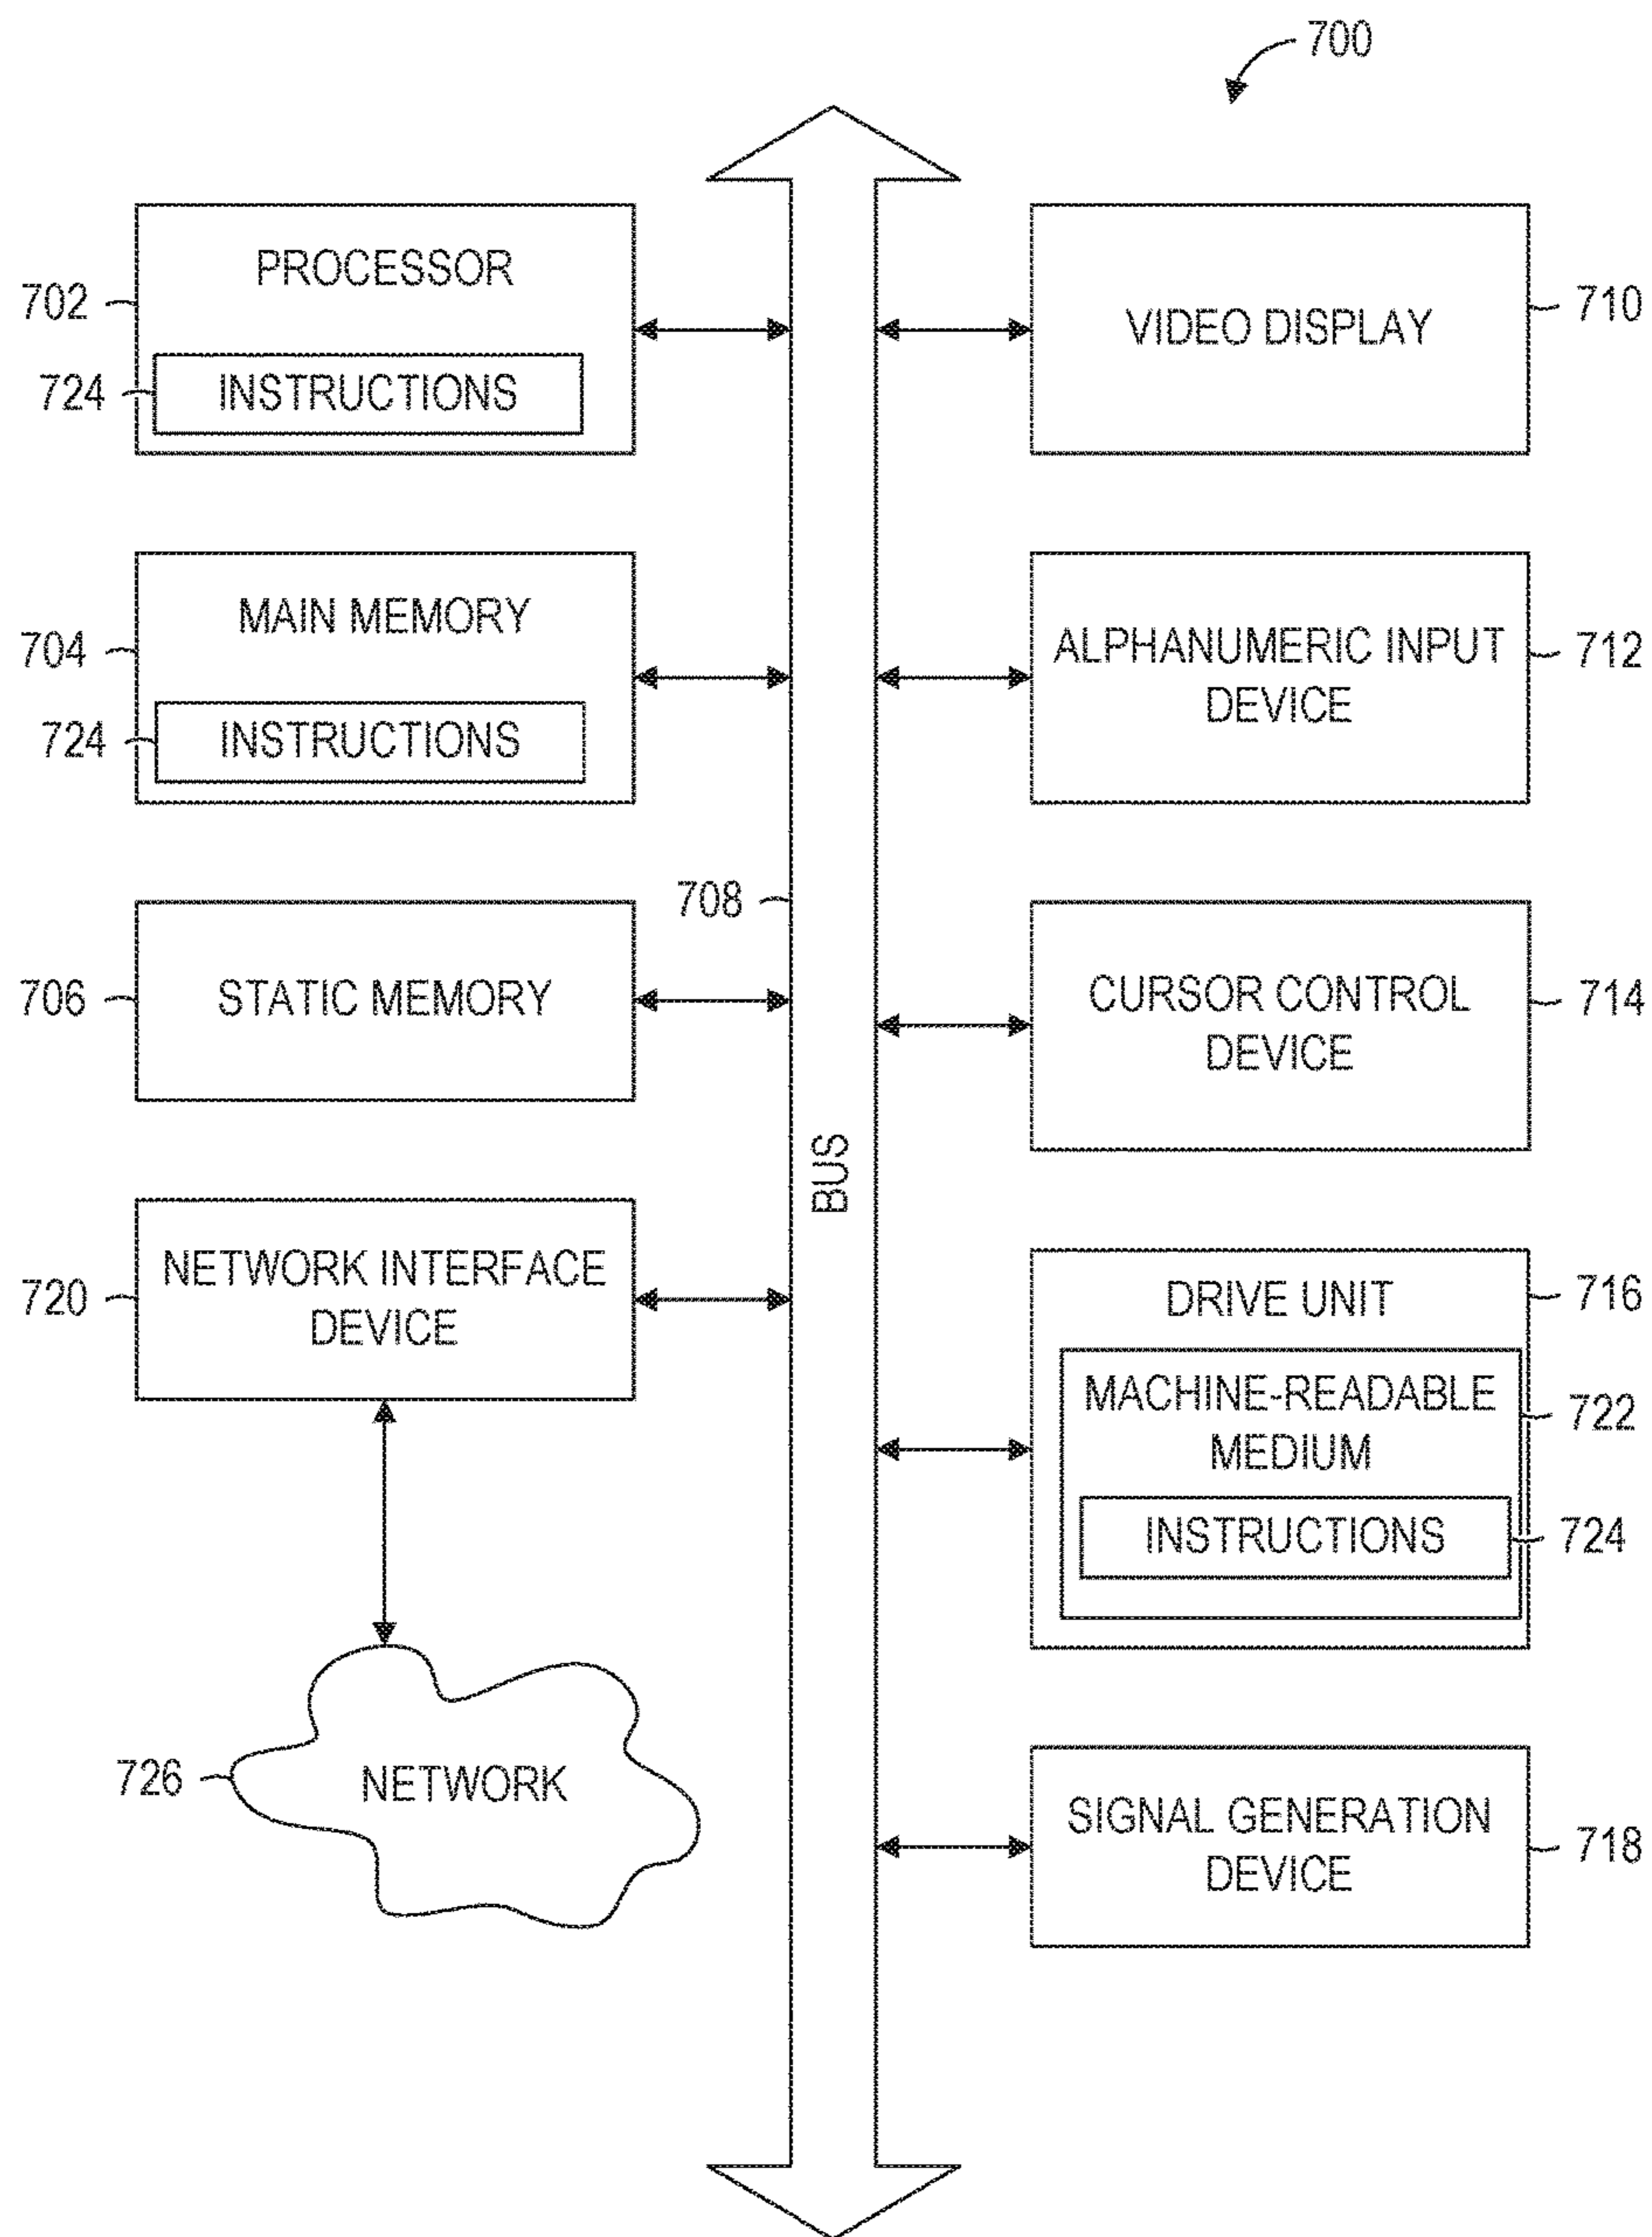 700
PROCESSOR
702
724
INSTRUCTIONS
MAIN MEMORY
704
724
INSTRUCTIONS
708
706
STATIC MEMORY
BUS
NETWORK INTERFACE
DEVICE
720
726
NETWORK
VIDEO DISPLAY
710
ALPHANUMERIC INPUT
DEVICE
712
CURSOR CONTROL
DEVICE
714
DRIVE UNIT
716
MACHINE-READABLE
MEDIUM
722
INSTRUCTIONS
724
SIGNAL GENERATION
DEVICE
718